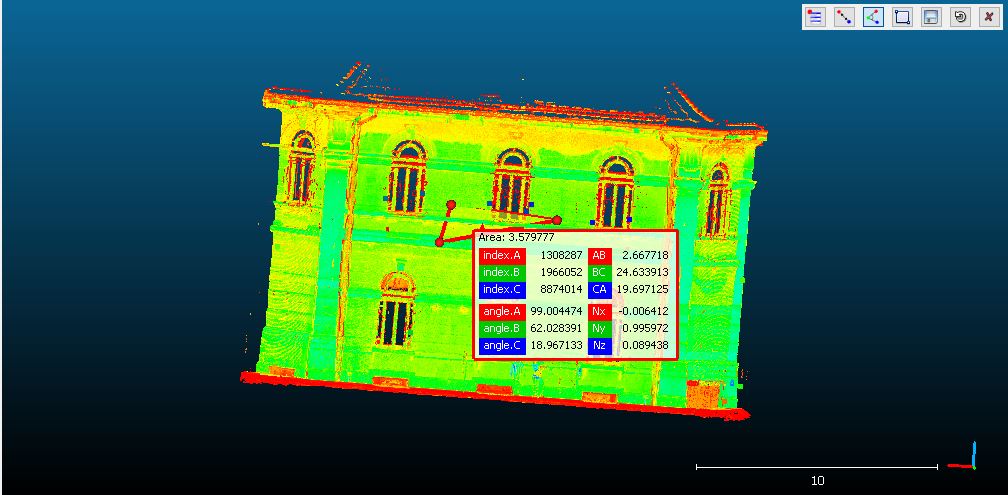 Area: 3.579777
index.A 1308287 AB 2.667718
index.B 1966052 BC 24.633913
index.C 8874014 CA 19.697125
angle.A 99.004474 Nx -0.006412
angle.B 62.028391 Ny 0.995972
angle.C 18.967133 Nz 0.089438
10